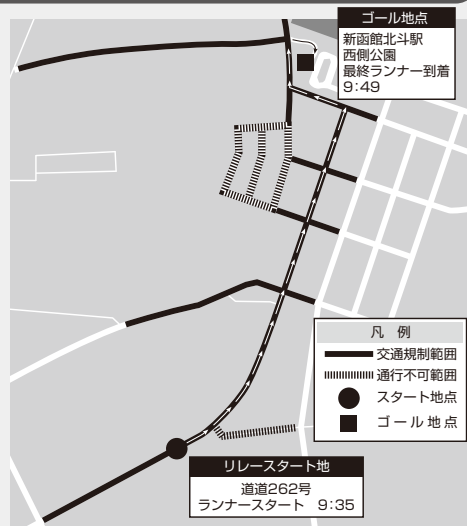 ゴール地点
新函館北斗駅
西側公園
最終ランナー到着
9:49
凡 例
交通規制範囲
通行不可範囲
スタート地点
ゴール地点
リレースタート地
道道262号
ランナースタート 9:35